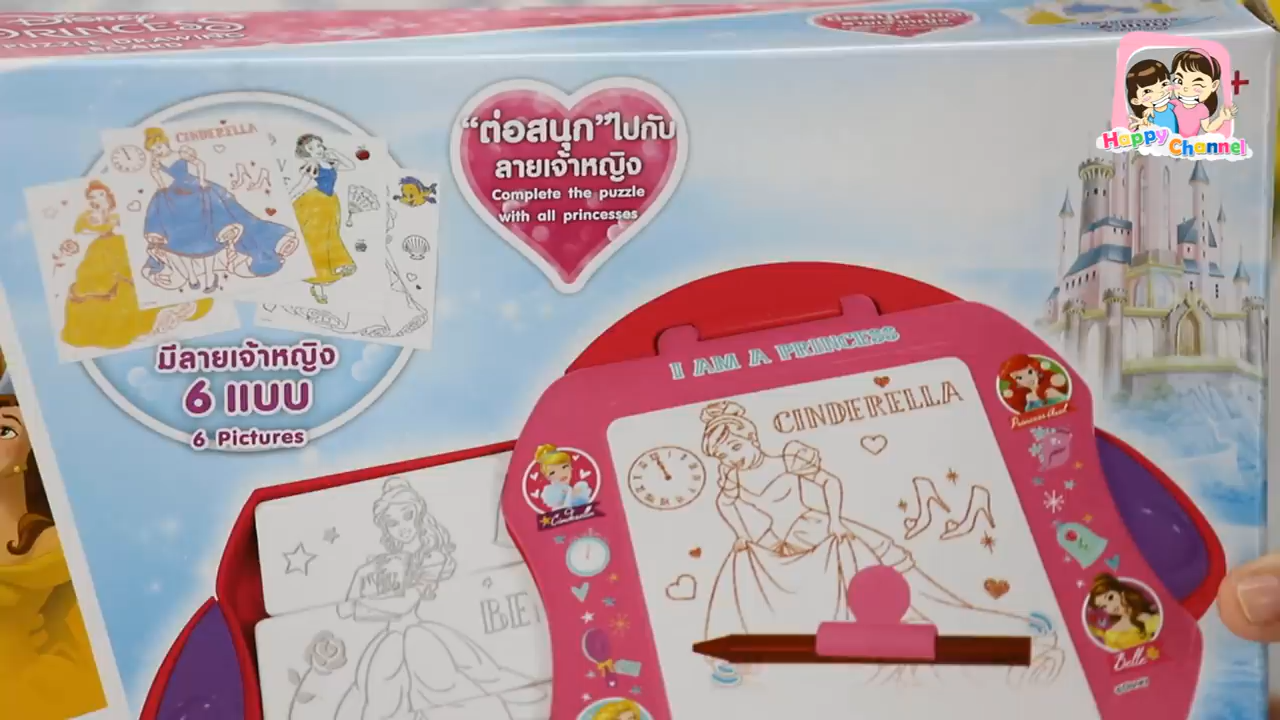 Disney
PRINCESS
CINDERELLA
"ต่อสนุก"ไปกับ
ลายเจ้าหญิง
Complete the puzzle
with all princesses
Happy Channel
มีลายเจ้าหญิง
6 แบบ
6 Pictures
I AM A PRINCESS
CINDERELLA
Cinderella
Princess Ariel
BE
Belle